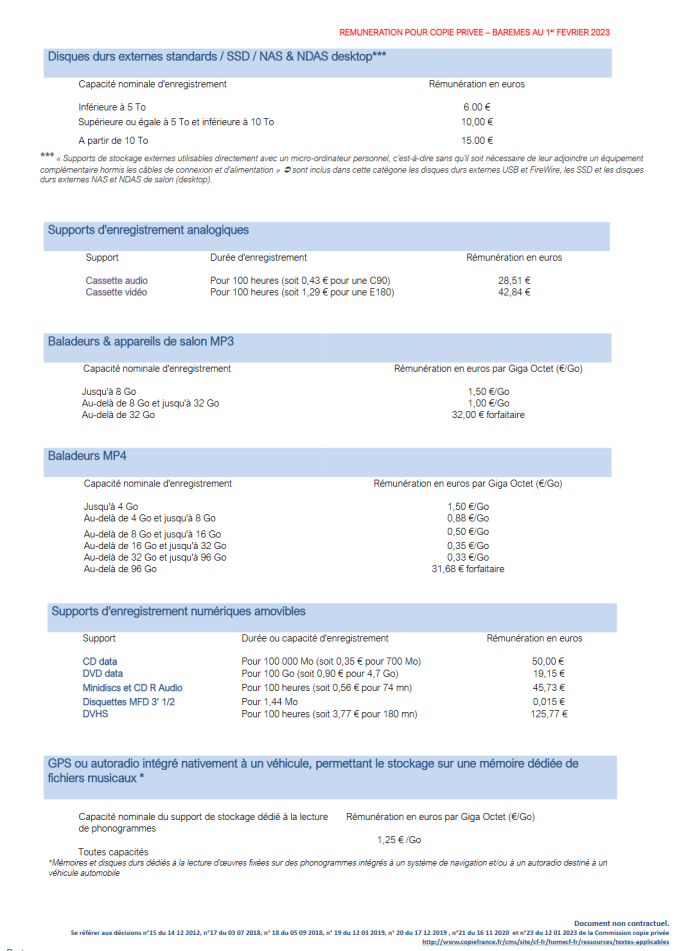 REMUNERATION POUR COPIE PRIVEE – BAREMES AU 1er FEVRIER 2023
Disques durs externes standards / SSD / NAS & NDAS desktop***
Capacité nominale d'enregistrement Rémunération en euros
Inférieure à 5 To 6.00 €
Supérieure ou égale à 5 To et inférieure à 10 To 10,00 €
A partir de 10 To 15.00 €
*** « Supports de stockage externes utilisables directement avec un micro-ordinateur personnel, c'est-à-dire sans qu'il soit nécessaire de leur adjoindre un équipement
complémentaire hormis les câbles de connexion et d'alimentation » ➲ sont inclus dans cette catégorie les disques durs externes USB et FireWire, les SSD et les disques
durs externes NAS et NDAS de salon (desktop).
Supports d'enregistrement analogiques
Support Durée d'enregistrement Rémunération en euros
Cassette audio Pour 100 heures (soit 0,43 € pour une C90) 28,51 €
Cassette vidéo Pour 100 heures (soit 1,29 € pour une E180) 42,84 €
Baladeurs & appareils de salon MP3
Capacité nominale d'enregistrement Rémunération en euros par Giga Octet (€/Go)
Jusqu'à 8 Go 1,50 €/Go
Au-delà de 8 Go et jusqu'à 32 Go 1,00 €/Go
Au-delà de 32 Go 32,00 € forfaitaire
Baladeurs MP4
Capacité nominale d'enregistrement Rémunération en euros par Giga Octet (€/Go)
Jusqu'à 4 Go 1,50 €/Go
Au-delà de 4 Go et jusqu'à 8 Go 0,88 €/Go
Au-delà de 8 Go et jusqu'à 16 Go 0,50 €/Go
Au-delà de 16 Go et jusqu'à 32 Go 0,35 €/Go
Au-delà de 32 Go et jusqu'à 96 Go 0,33 €/Go
Au-delà de 96 Go 31,68 € forfaitaire
Supports d'enregistrement numériques amovibles
Support Durée ou capacité d'enregistrement Rémunération en euros
CD data Pour 100 000 Mo (soit 0,35 € pour 700 Mo) 50,00 €
DVD data Pour 100 Go (soit 0,90 € pour 4,7 Go) 19,15 €
Minidiscs et CD R Audio Pour 100 heures (soit 0,56 € pour 74 mn) 45,73 €
Disquettes MFD 3' 1/2 Pour 1,44 Mo 0,015 €
DVHS Pour 100 heures (soit 3,77 € pour 180 mn) 125,77 €
GPS ou autoradio intégré nativement à un véhicule, permettant le stockage sur une mémoire dédiée de
fichiers musicaux *
Capacité nominale du support de stockage dédié à la lecture Rémunération en euros par Giga Octet (€/Go)
de phonogrammes
1,25 € /Go
Toutes capacités
*Mémoires et disques durs dédiés à la lecture d'œuvres fixées sur des phonogrammes intégrés à un système de navigation et/ou à un autoradio destiné à un
véhicule automobile
Document non contractuel.
Se référer aux décisions n°15 du 14 12 2012, n°17 du 03 07 2018, n° 18 du 05 09 2018, n° 19 du 12 03 2019, n° 20 du 17 12 2019 , n°21 du 16 11 2020 et n°23 du 12 01 2023 de la Commission copie privée
http://www.copiefrance.fr/cms/site/cf-fr/homecf-fr/ressources/textes-applicables